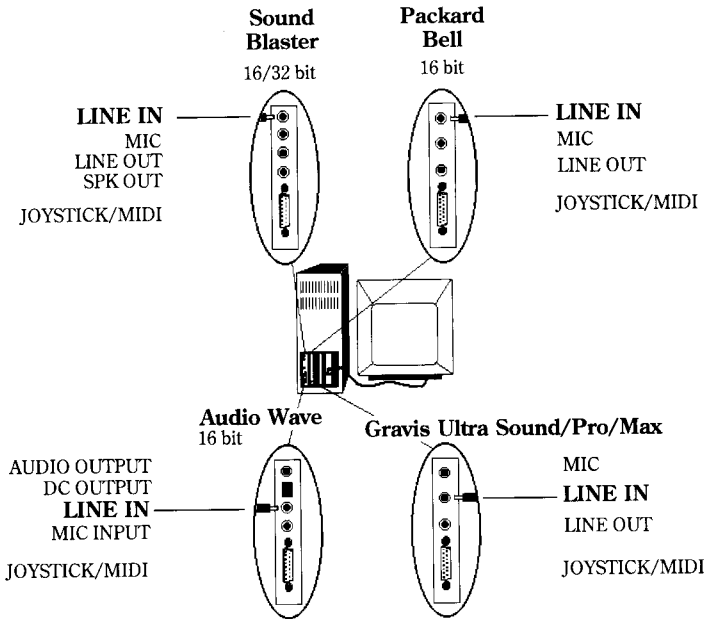 Sound
Blaster
16/32 bit
LINE IN
MIC
LINE OUT
SPK OUT
JOYSTICK/MIDI
Packard
Bell
16 bit
LINE IN
MIC
LINE OUT
JOYSTICK/MIDI
Audio Wave
16 bit
AUDIO OUTPUT
DC OUTPUT
LINE IN
MIC INPUT
JOYSTICK/MIDI
Gravis Ultra Sound/Pro/Max
MIC
LINE IN
LINE OUT
JOYSTICK/MIDI